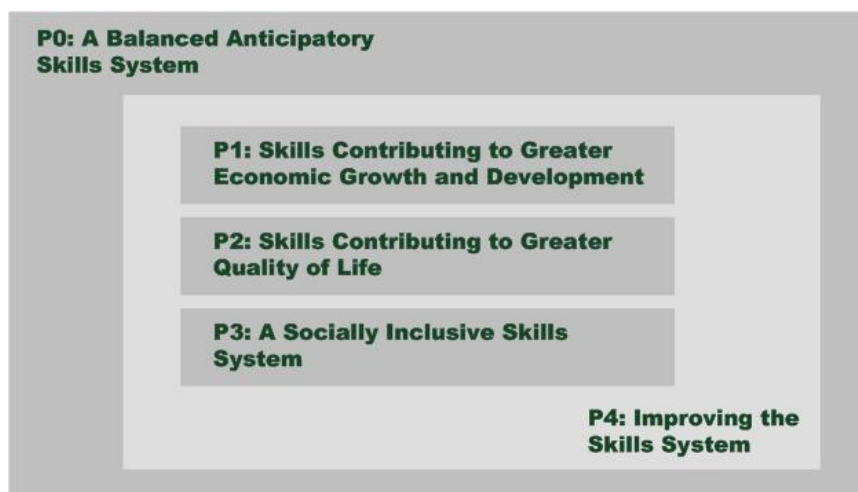 P0: A Balanced Anticipatory
Skills System
P1: Skills Contributing to Greater
Economic Growth and Development
P2: Skills Contributing to Greater
Quality of Life
P3: A Socially Inclusive Skills
System
P4: Improving the
Skills System